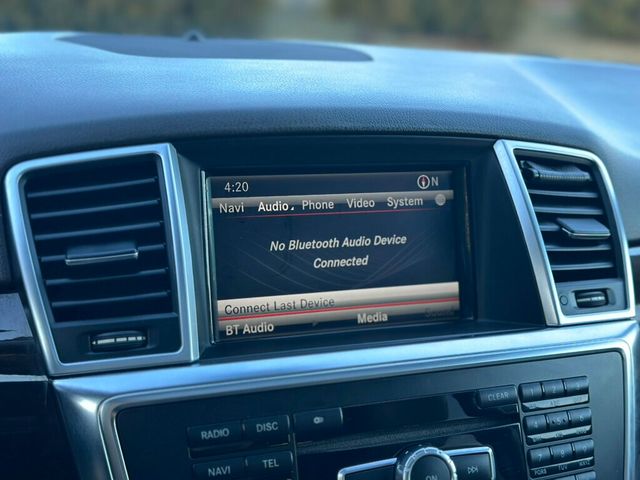 4:20 N
Navi Audio Phone Video System
No Bluetooth Audio Device
Connected
Connect Last Device
BT Audio Media
RADIO DISC CLEAR
NAVI TEL
ON